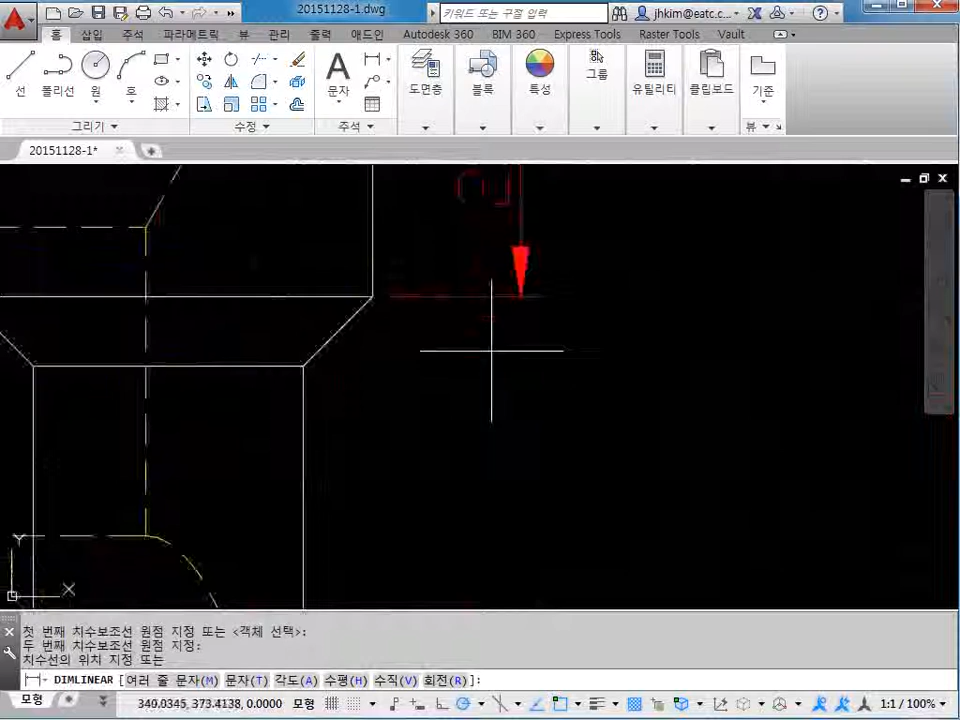 20151128-1.dwg
키워드 또는 구절 입력
jhkim@eatc.c...
홈 삽입 주석 파라메트릭 뷰 관리 출력 애드인 Autodesk 360 BIM 360 Express Tools Raster Tools Vault
선 폴리선 원 호 문자 도면층 블록 특성 그룹 유틸리티 클립보드 기준
그리기 수정 주석 뷰
20151128-1*
Y
X
첫 번째 치수보조선 원점 지정 또는 <객체 선택>:
두 번째 치수보조선 원점 지정:
치수선의 위치 지정 또는
DIMLINEAR [여러 줄 문자(M) 문자(T) 각도(A) 수평(H) 수직(V) 회전(R)]:
모형
340.0345, 373.4138, 0.0000 모형 1:1 / 100%